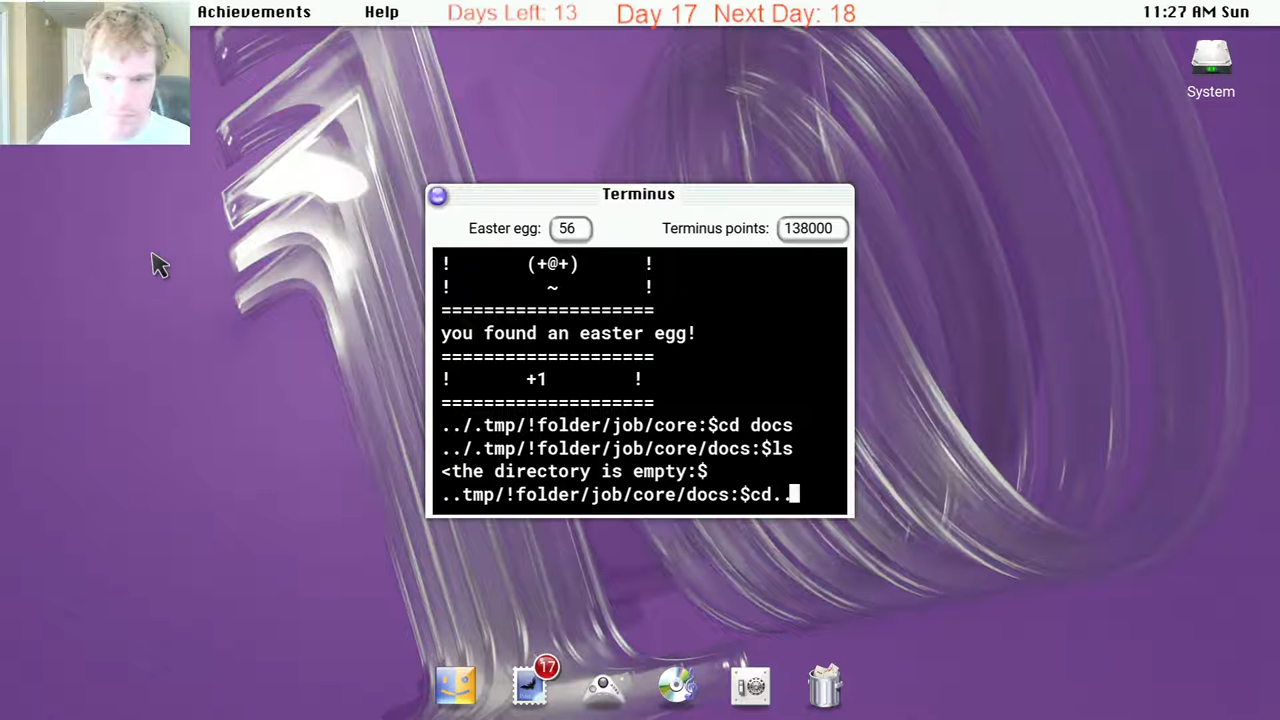 Achievements Help Days Left: 13 Day 17 Next Day: 18 11:27 AM Sun
System
Terminus
Easter egg: 56 Terminus points: 138000
! (+@+) !
! ~ !
====================
you found an easter egg!
====================
! +1 !
====================
../.tmp/!folder/job/core:$cd docs
../.tmp/!folder/job/core/docs:$ls
<the directory is empty:$
..tmp/!folder/job/core/docs:$cd..
17